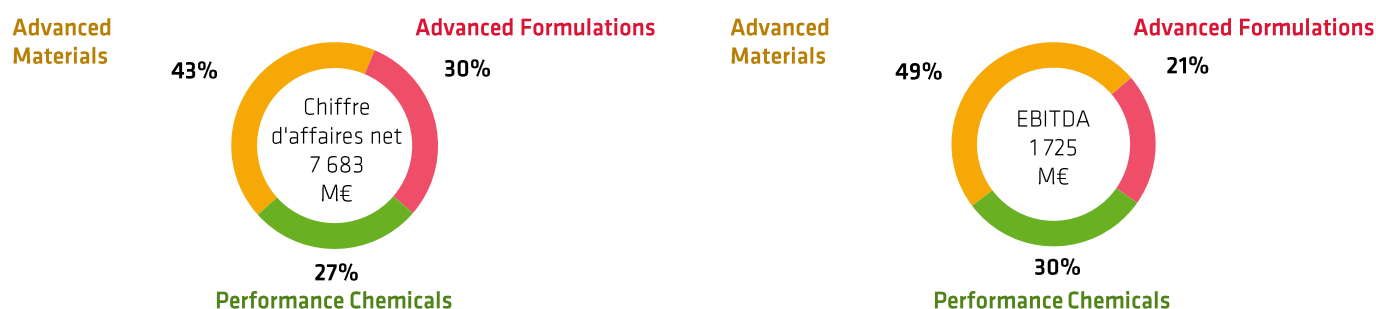 Advanced
Materials
Advanced Formulations
43%
30%
Chiffre
d'affaires net
7 683
M€
27%
Performance Chemicals
Advanced
Materials
Advanced Formulations
49%
21%
EBITDA
1 725
M€
30%
Performance Chemicals